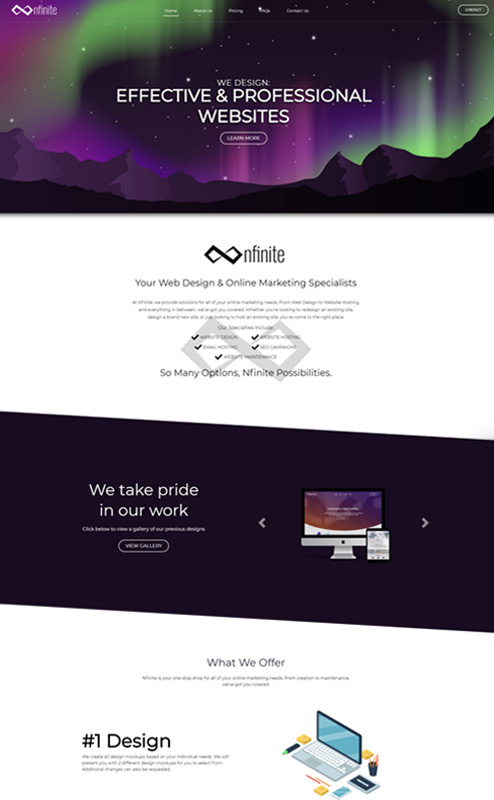 nfinite
Home About Us Pricing FAQs Contact Us
CONTACT
WE DESIGN:
EFFECTIVE & PROFESSIONAL
WEBSITES
LEARN MORE
nfinite
Your Web Design & Online Marketing Specialists
At Nfinite, we provide solutions for all of your online marketing needs. From Web Design to Website Hosting,
and everything in between, we've got you covered. Whether you're looking to redesign an existing site,
design a brand new site, or just looking to host an existing site, you've come to the right place.
Our Specialties Include:
WEBSITE DESIGN WEBSITE HOSTING
EMAIL HOSTING SEO CAMPAIGNS
WEBSITE MAINTENANCE
So Many Options, Nfinite Possibilities.
We take pride
in our work
Click below to view a gallery of our previous designs
VIEW GALLERY
What We Offer
Nfinite is your one-stop shop for all of your online marketing needs. From creation to maintenance,
we've got you covered.
#1 Design
We create all design mockups based on your individual needs. We will
present you with 2 different design mockups for you to select from.
Additional changes can also be requested.